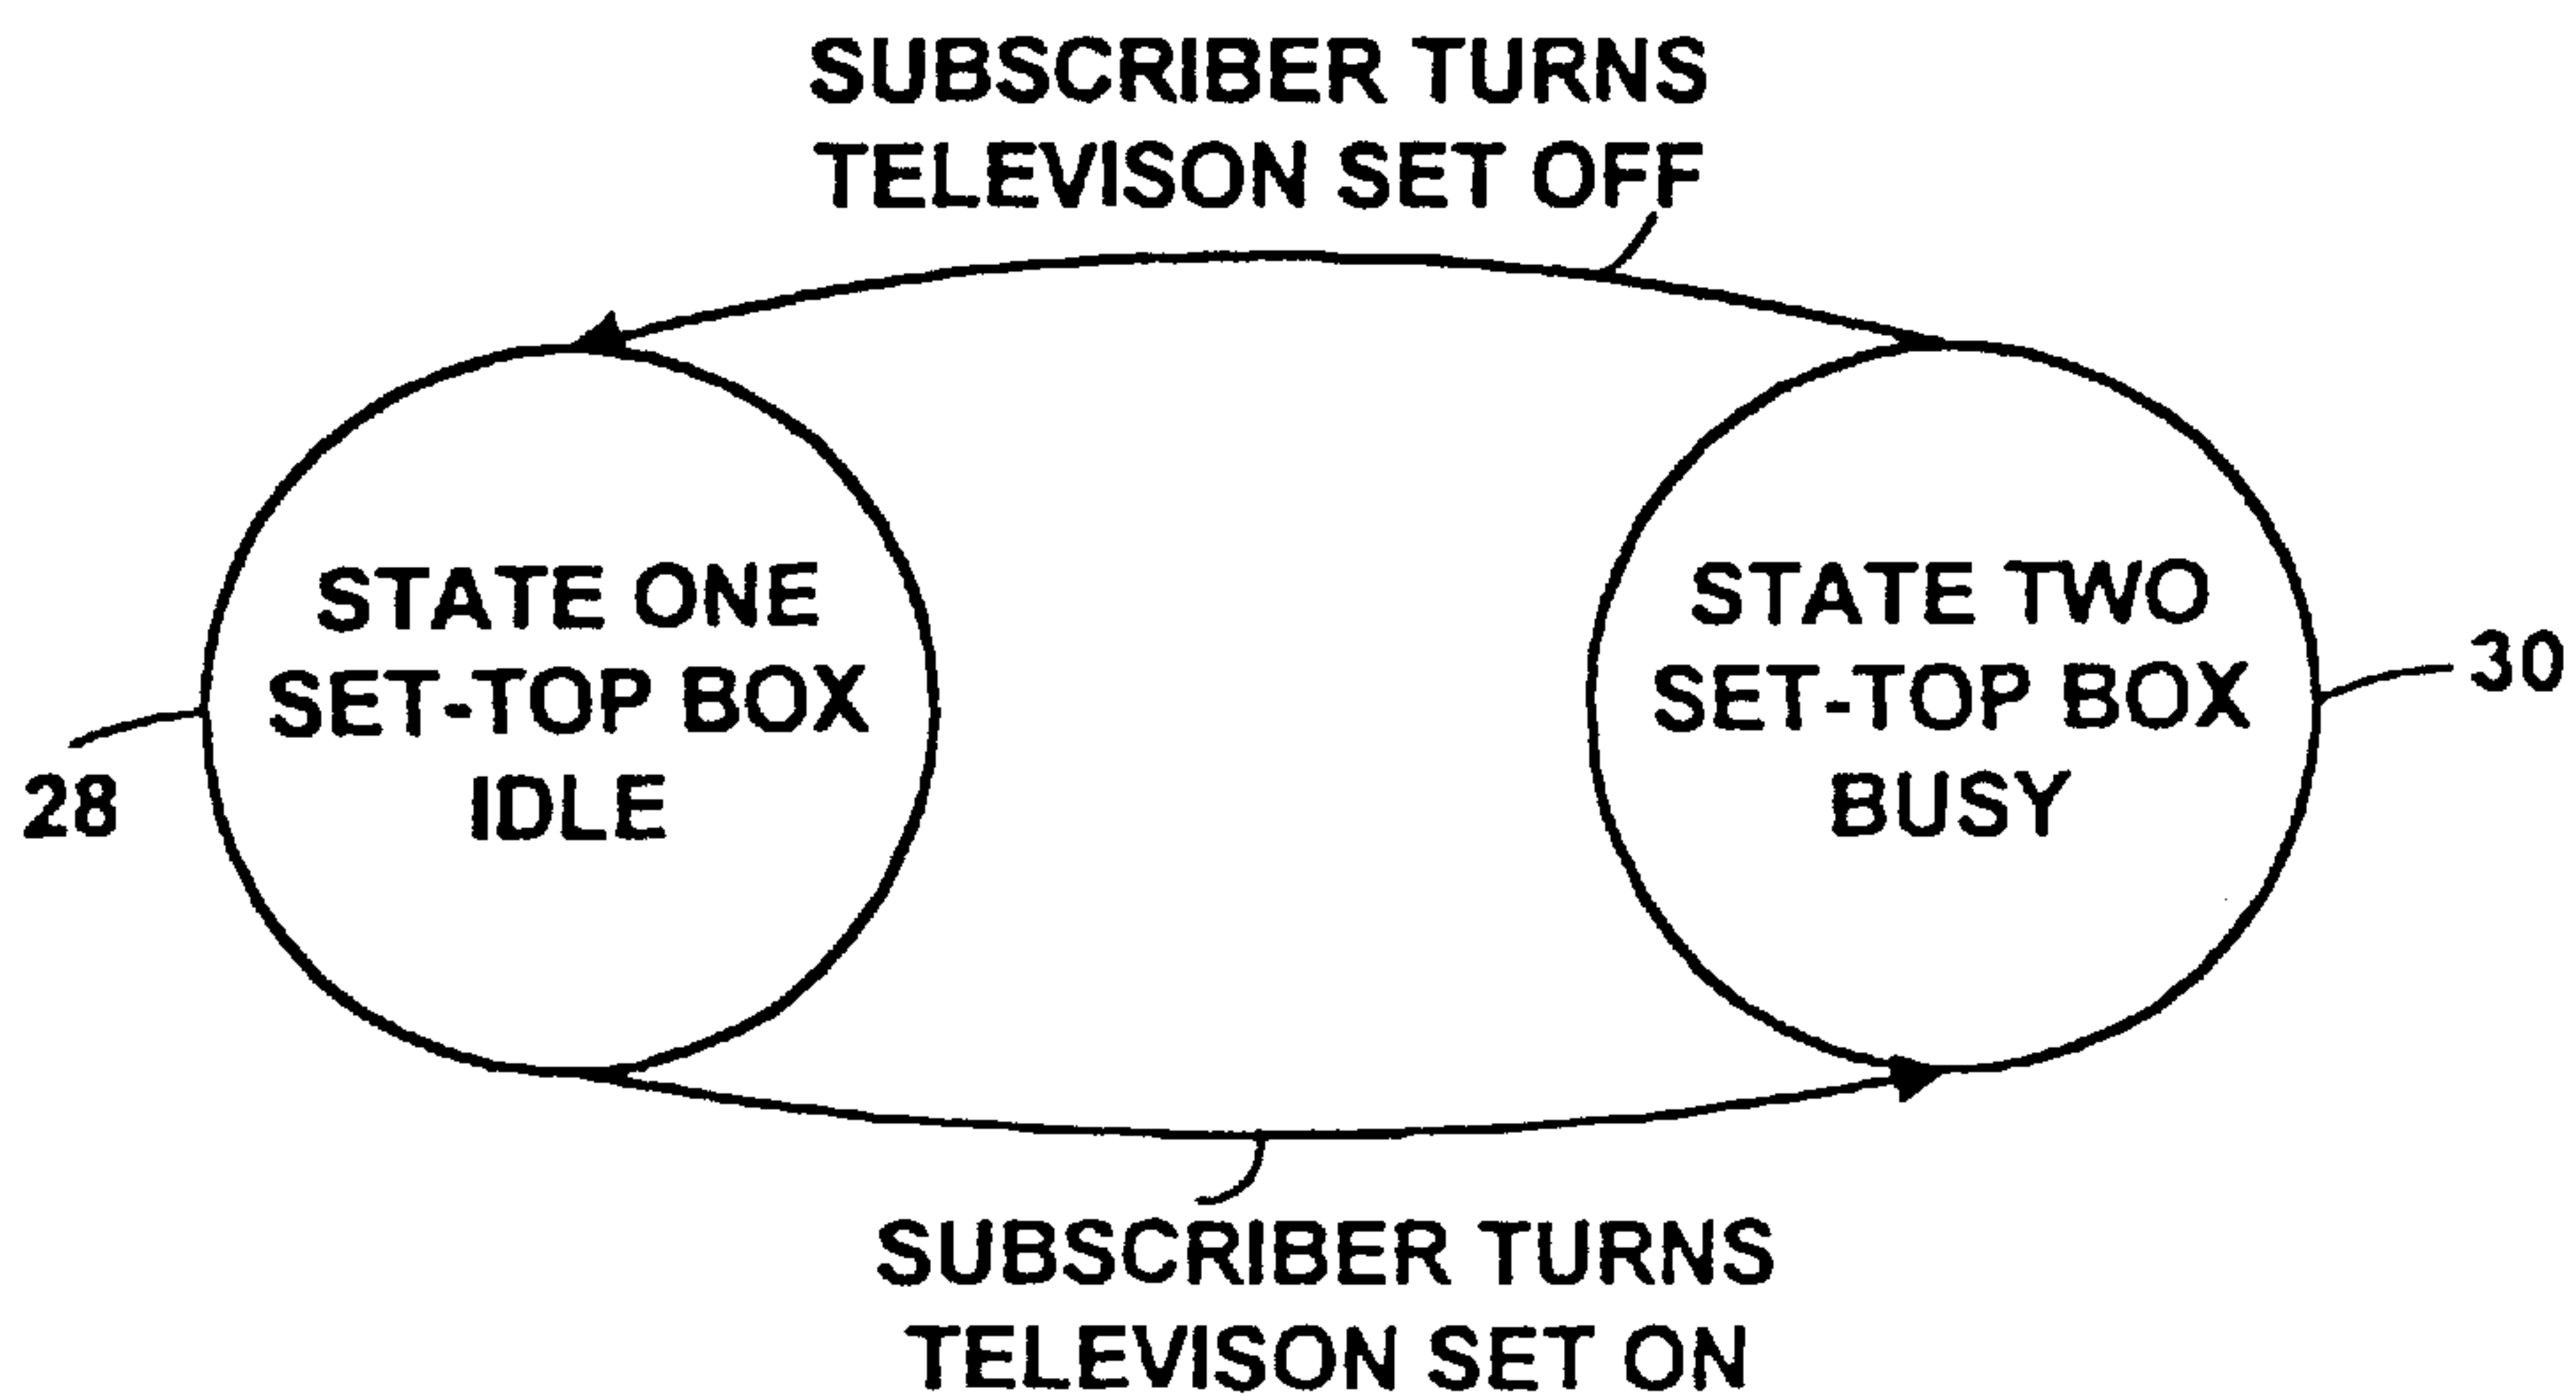 SUBSCRIBER TURNS
TELEVISON SET OFF
STATE ONE
SET-TOP BOX
IDLE
28
STATE TWO
SET-TOP BOX
BUSY
30
SUBSCRIBER TURNS
TELEVISON SET ON